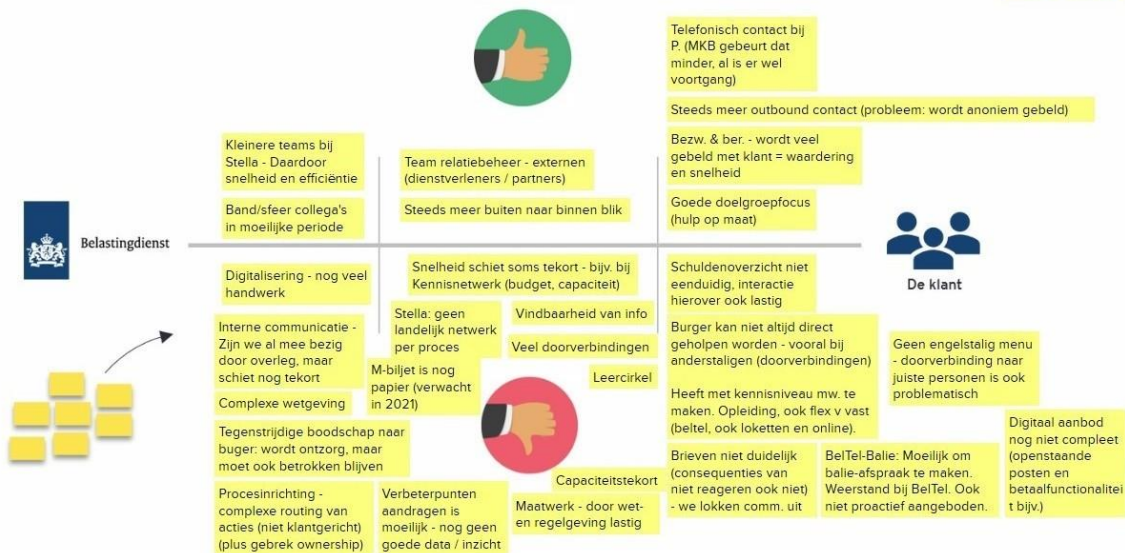 Telefonisch contact bij
P. (MKB gebeurt dat
minder, al is er wel
voortgang)
Steeds meer outbound contact (probleem: wordt anoniem gebeld)
Kleinere teams bij
Stella - Daardoor
snelheid en efficiëntie
Team relatiebeheer - externen
(dienstverleners / partners)
Bezw. & ber. - wordt veel
gebeld met klant = waardering
en snelheid
Band/sfeer collega's
in moeilijke periode
Steeds meer buiten naar binnen blik
Goede doelgroepfocus
(hulp op maat)
Belastingdienst
De klant
Digitalisering - nog veel
handwerk
Snelheid schiet soms tekort - bijv. bij
Kennisnetwerk (budget, capaciteit)
Schuldenoverzicht niet
eenduidig, interactie
hierover ook lastig
Interne communicatie -
Zijn we al mee bezig
door overleg, maar
schiet nog tekort
Stella: geen
landelijk netwerk
per proces
Vindbaarheid van info
Veel doorverbindingen
M-biljet is nog
papier (verwacht
in 2021)
Leercirkel
Burger kan niet altijd direct
geholpen worden - vooral bij
anderstaligen (doorverbindingen)
Heeft met kennisniveau mw. te
maken. Opleiding, ook flex v vast
(beltel, ook loketten en online).
Geen engelstalig menu
- doorverbinding naar
juiste personen is ook
problematisch
Complexe wetgeving
Tegenstrijdige boodschap naar
buger: wordt ontzorg, maar
moet ook betrokken blijven
Capaciteitstekort
Brieven niet duidelijk
(consequenties van
niet reageren ook niet)
- we lokken comm. uit
BelTel-Balie: Moeilijk om
balie-afspraak te maken.
Weerstand bij BelTel. Ook
niet proactief aangeboden.
Digitaal aanbod
nog niet compleet
(openstaande
posten en
betaalfunctionalitei
t bijv.)
Procesinrichting -
complexe routing van
acties (niet klantgericht)
(plus gebrek ownership)
Verbeterpunten
aandragen is
moeilijk - nog geen
goede data / inzicht
Maatwerk - door wet-
en regelgeving lastig